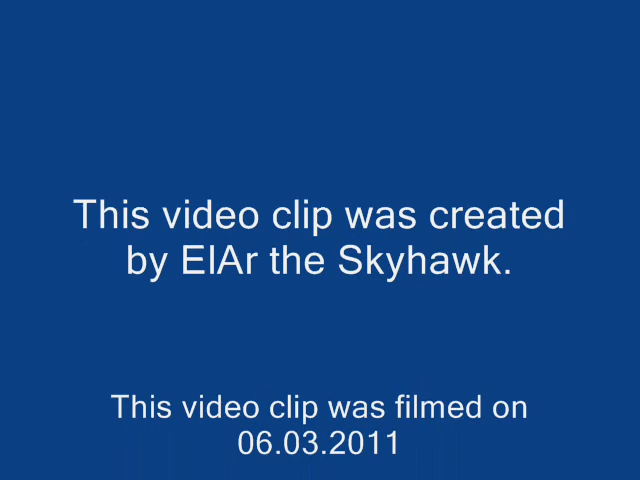 This video clip was created
by ElAr the Skyhawk.
This video clip was filmed on
06.03.2011